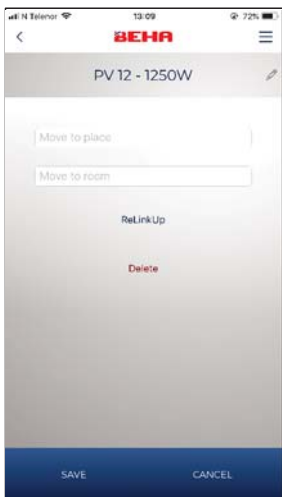 N Telenor 13:09 @ 72%
BEHA
PV 12 - 1250W
Move to place
Move to room
ReLinkUp
Delete
SAVE CANCEL